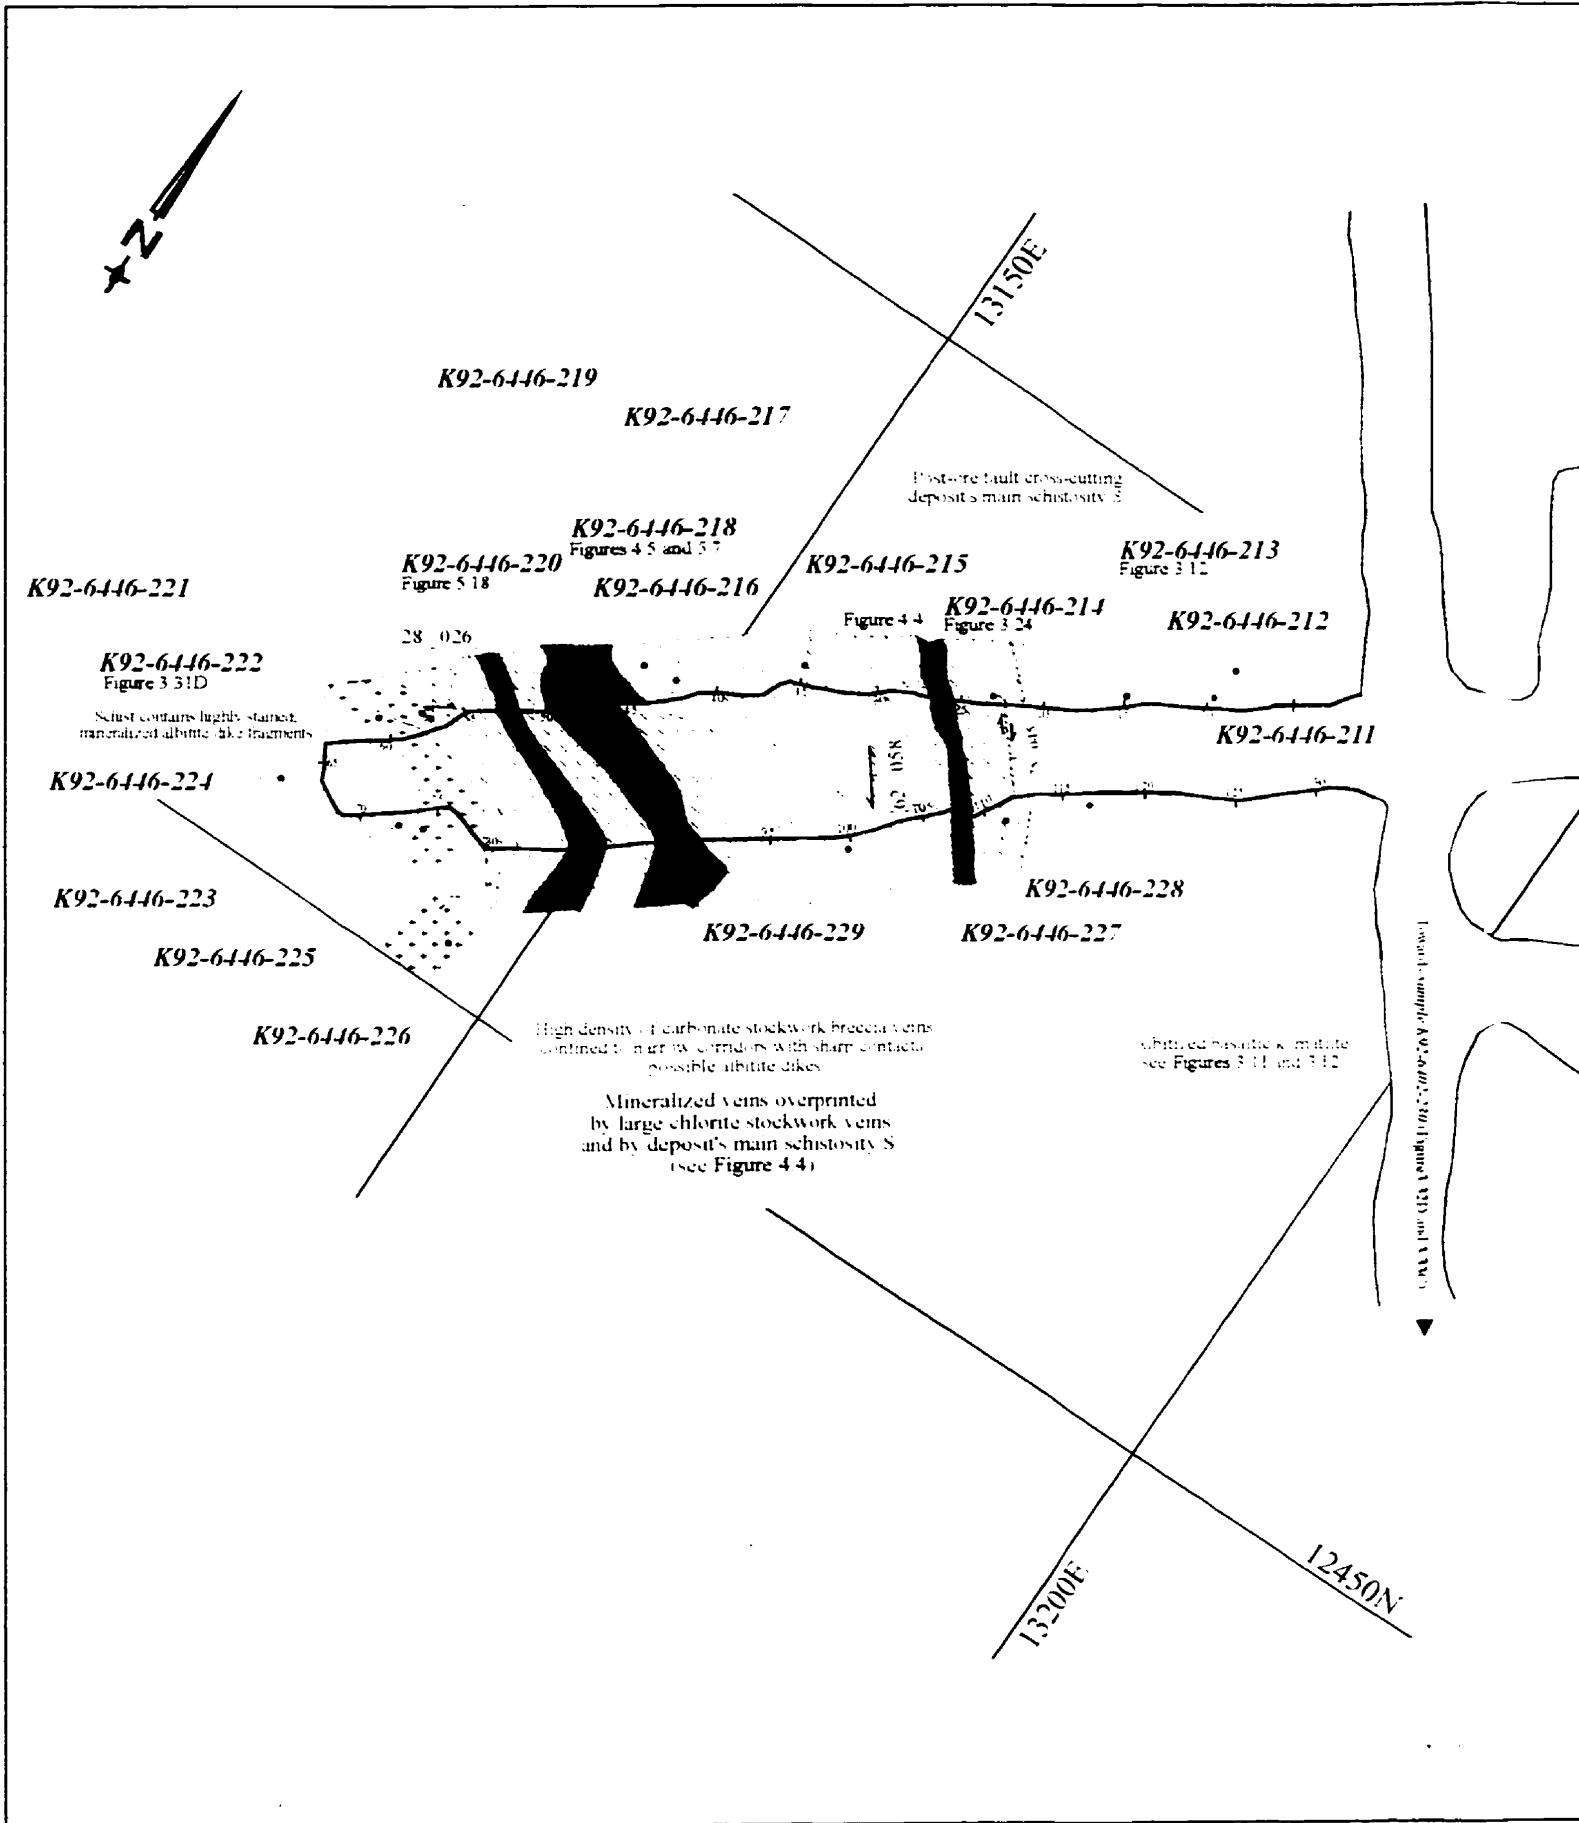 N
13150E
K92-6446-219
K92-6446-217
Post-ore fault cross-cutting
deposit's main schistosity S
K92-6446-218
Figures 4.5 and 5.7
K92-6446-220
Figure 5.18
K92-6446-215
K92-6446-213
Figure 3.12
K92-6446-221
K92-6446-216
Figure 4.4
K92-6446-214
Figure 3.24
K92-6446-212
28 026
K92-6446-222
Figure 3.31D
Schist contains highly stained,
mineralized albitite dike fragments
K92-6446-211
62 058
K92-6446-224
K92-6446-223
K92-6446-228
K92-6446-229
K92-6446-227
K92-6446-225
K92-6446-226
High density of carbonate stockwork breccia veins
confined to narrow corridors with sharp contacts
possible albitite dikes
see Figures 3.11 and 3.12
Mineralized veins overprinted
by large chlorite stockwork veins
and by deposit's main schistosity S
(see Figure 4.4)
13200E
12450N